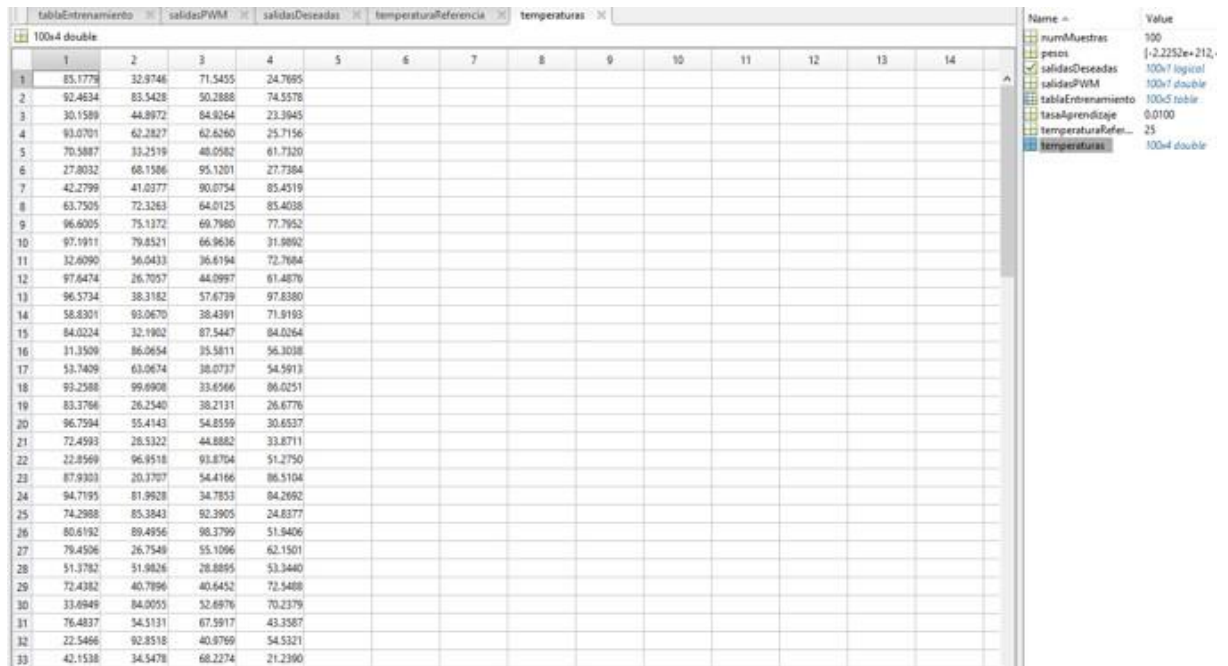 tablaEntrenamiento salidasPWM salidasDeseadas temperaturaReferencia temperaturas
100x4 double
1 2 3 4 5 6 7 8 9 10 11 12 13 14
1 85.1779 32.9746 71.5455 24.7695
2 92.4634 83.5428 50.2888 74.5578
3 30.1589 44.8972 84.9264 23.3945
4 93.0701 62.2827 62.6260 25.7156
5 70.5887 33.2519 48.0582 61.7320
6 27.8032 68.1586 95.1201 27.7384
7 42.2799 41.0377 90.0754 85.4519
8 63.7505 72.3263 64.0125 85.4038
9 96.6005 75.1372 69.7980 77.7952
10 97.1911 79.8521 66.9636 31.9892
11 32.6090 56.0433 36.6194 72.7684
12 97.6474 26.7057 44.0997 61.4876
13 96.5734 38.3182 57.6739 97.8380
14 58.8301 93.0670 38.4391 71.9193
15 84.0224 32.1902 87.5447 84.0264
16 31.3509 86.0654 35.5811 56.3038
17 53.7409 63.0674 38.0737 54.5913
18 93.2588 99.6908 33.6566 86.0251
19 83.3766 26.2540 38.2131 26.6776
20 96.7594 55.4143 54.8559 30.6537
21 72.4593 28.5322 44.8882 33.8711
22 22.8569 96.9518 93.8704 51.2750
23 87.9303 20.3707 54.4166 86.5104
24 94.7195 81.9928 34.7853 84.2692
25 74.2988 85.3843 92.3905 24.8377
26 80.6192 89.4956 98.3799 51.9406
27 79.4506 26.7549 55.1096 62.1501
28 51.3782 51.9826 28.8895 53.3440
29 72.4382 40.7896 40.6452 72.5488
30 33.6949 84.0055 52.6976 70.2379
31 76.4837 54.5131 67.5917 43.3587
32 22.5466 92.8518 40.9769 54.5321
33 42.1538 34.5478 68.2274 21.2390
Name Value
numMuestras 100
pesos [-2.2252e+212,-
salidasDeseadas 100x1 logical
salidasPWM 100x1 double
tablaEntrenamiento 100x5 table
tasaAprendizaje 0.0100
temperaturaRefer... 25
temperaturas 100x4 double